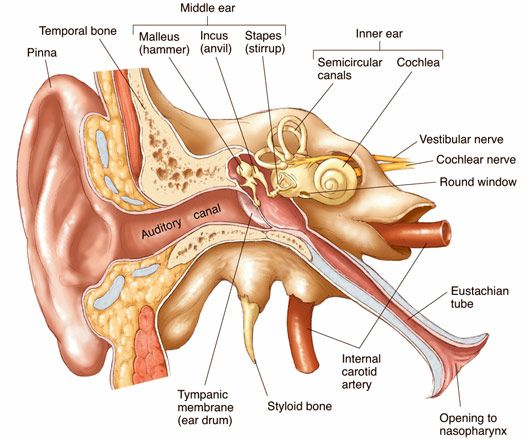 Middle ear
Temporal bone
Malleus
(hammer)
Incus
(anvil)
Stapes
(stirrup)
Inner ear
Pinna
Semicircular
canals
Cochlea
Vestibular nerve
Cochlear nerve
Round window
Auditory canal
Eustachian
tube
Internal
carotid
artery
Tympanic
membrane
(ear drum)
Styloid bone
Opening to
nasopharynx